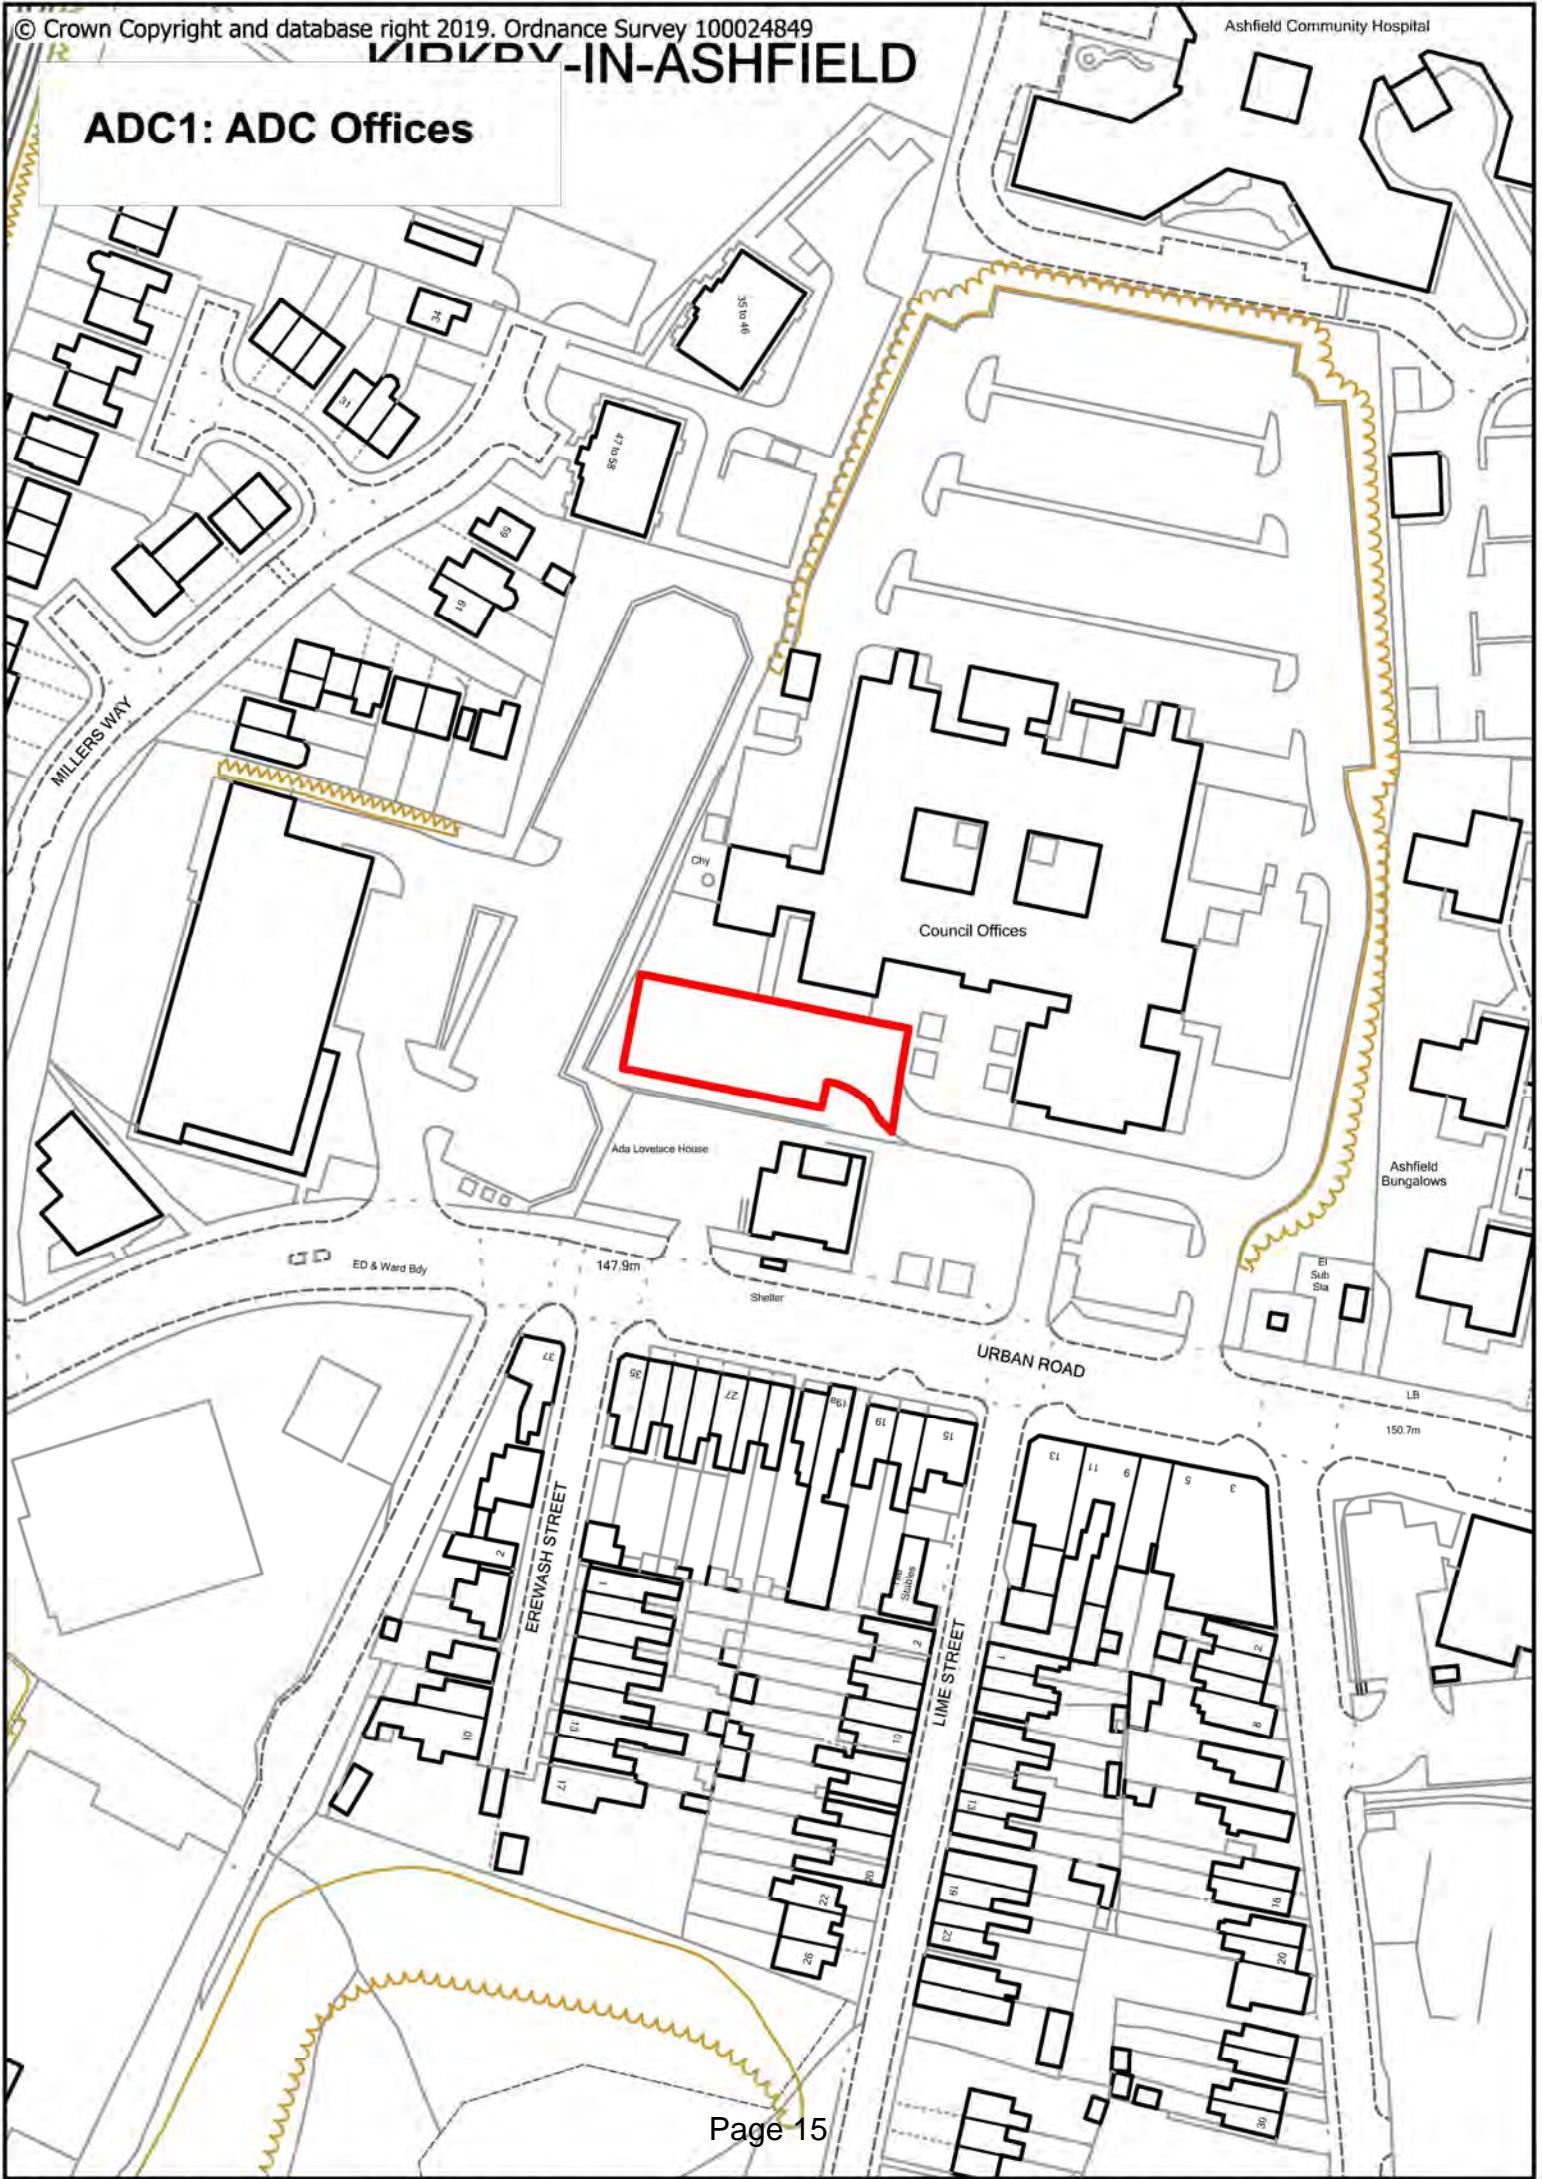 © Crown Copyright and database right 2019. Ordnance Survey 100024849
Ashfield Community Hospital
KIRKBY-IN-ASHFIELD
ADC1: ADC Offices
35 to 46
34
31
47 to 58
59
61
MILLERS WAY
Chy
Council Offices
Ada Lovelace House
Ashfield
Bungalows
ED & Ward Bdy
147.9m
Shelter
El
Sub
Sta
URBAN ROAD
LB
150.7m
37
35
27
19a
19
15
13
11
9
5
3
EREWASH STREET
2
1
Stables
LIME STREET
2
1
2
8
10
13
10
17
13
20
22
19
16
23
26
20
30
Page 15